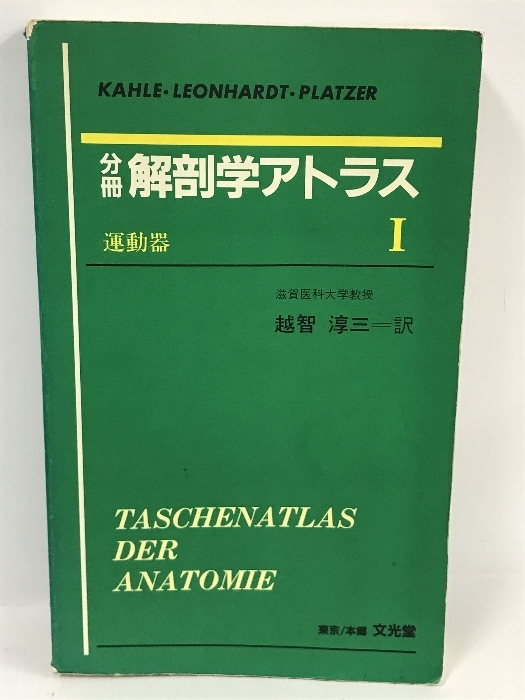 KAHLE・LEONHARDT・PLATZER
分冊 解剖学アトラス
運動器 I
滋賀医科大学教授
越智 淳三＝訳
TASCHENATLAS
DER
ANATOMIE
東京/本郷 文光堂